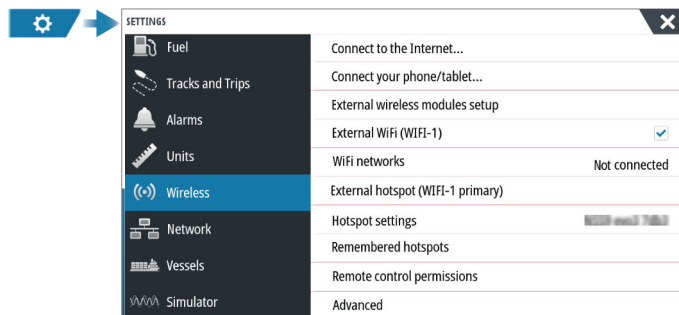 SETTINGS
Fuel
Tracks and Trips
Alarms
Units
Wireless
Network
Vessels
Simulator
Connect to the Internet...
Connect your phone/tablet...
External wireless modules setup
External WiFi (WIFI-1)
WiFi networks Not connected
External hotspot (WIFI-1 primary)
Hotspot settings
Remembered hotspots
Remote control permissions
Advanced